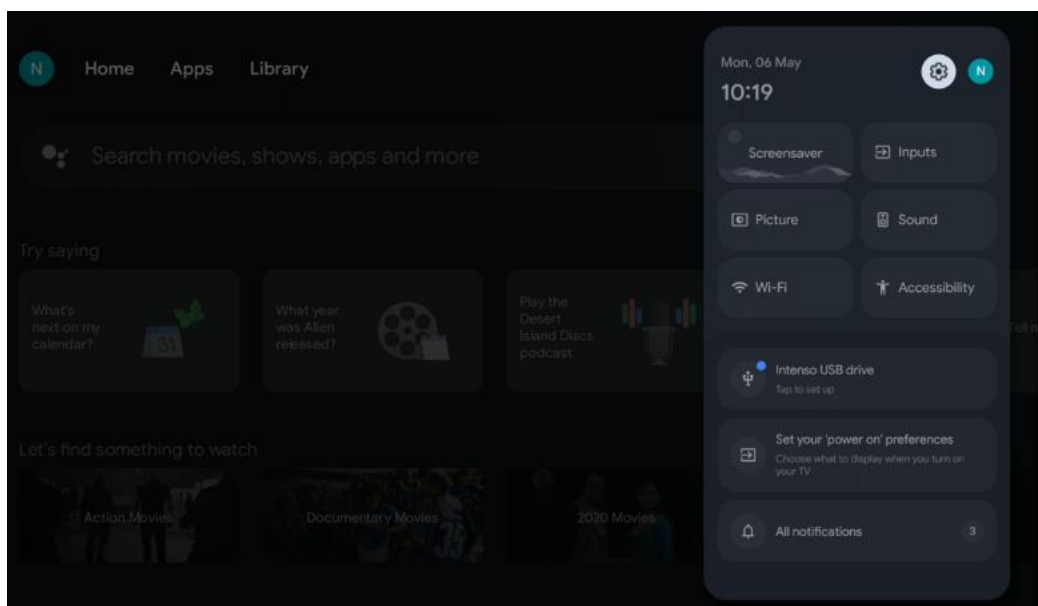 N
Home
Apps
Library
Search movies, shows, apps and more
Try saying
What's
next on my
calendar?
31
What year
was Alien
released?
Play the
Desert
Island Discs
podcast
Tell
Let's find something to watch
Action Movies
Documentary Movies
2020 Movies
Mon, 06 May
10:19
N
Screensaver
Inputs
Picture
Sound
Wi-Fi
Accessibility
Intenso USB drive
Tap to set up
Set your 'power on' preferences
Choose what to display when you turn on
your TV
All notifications
3